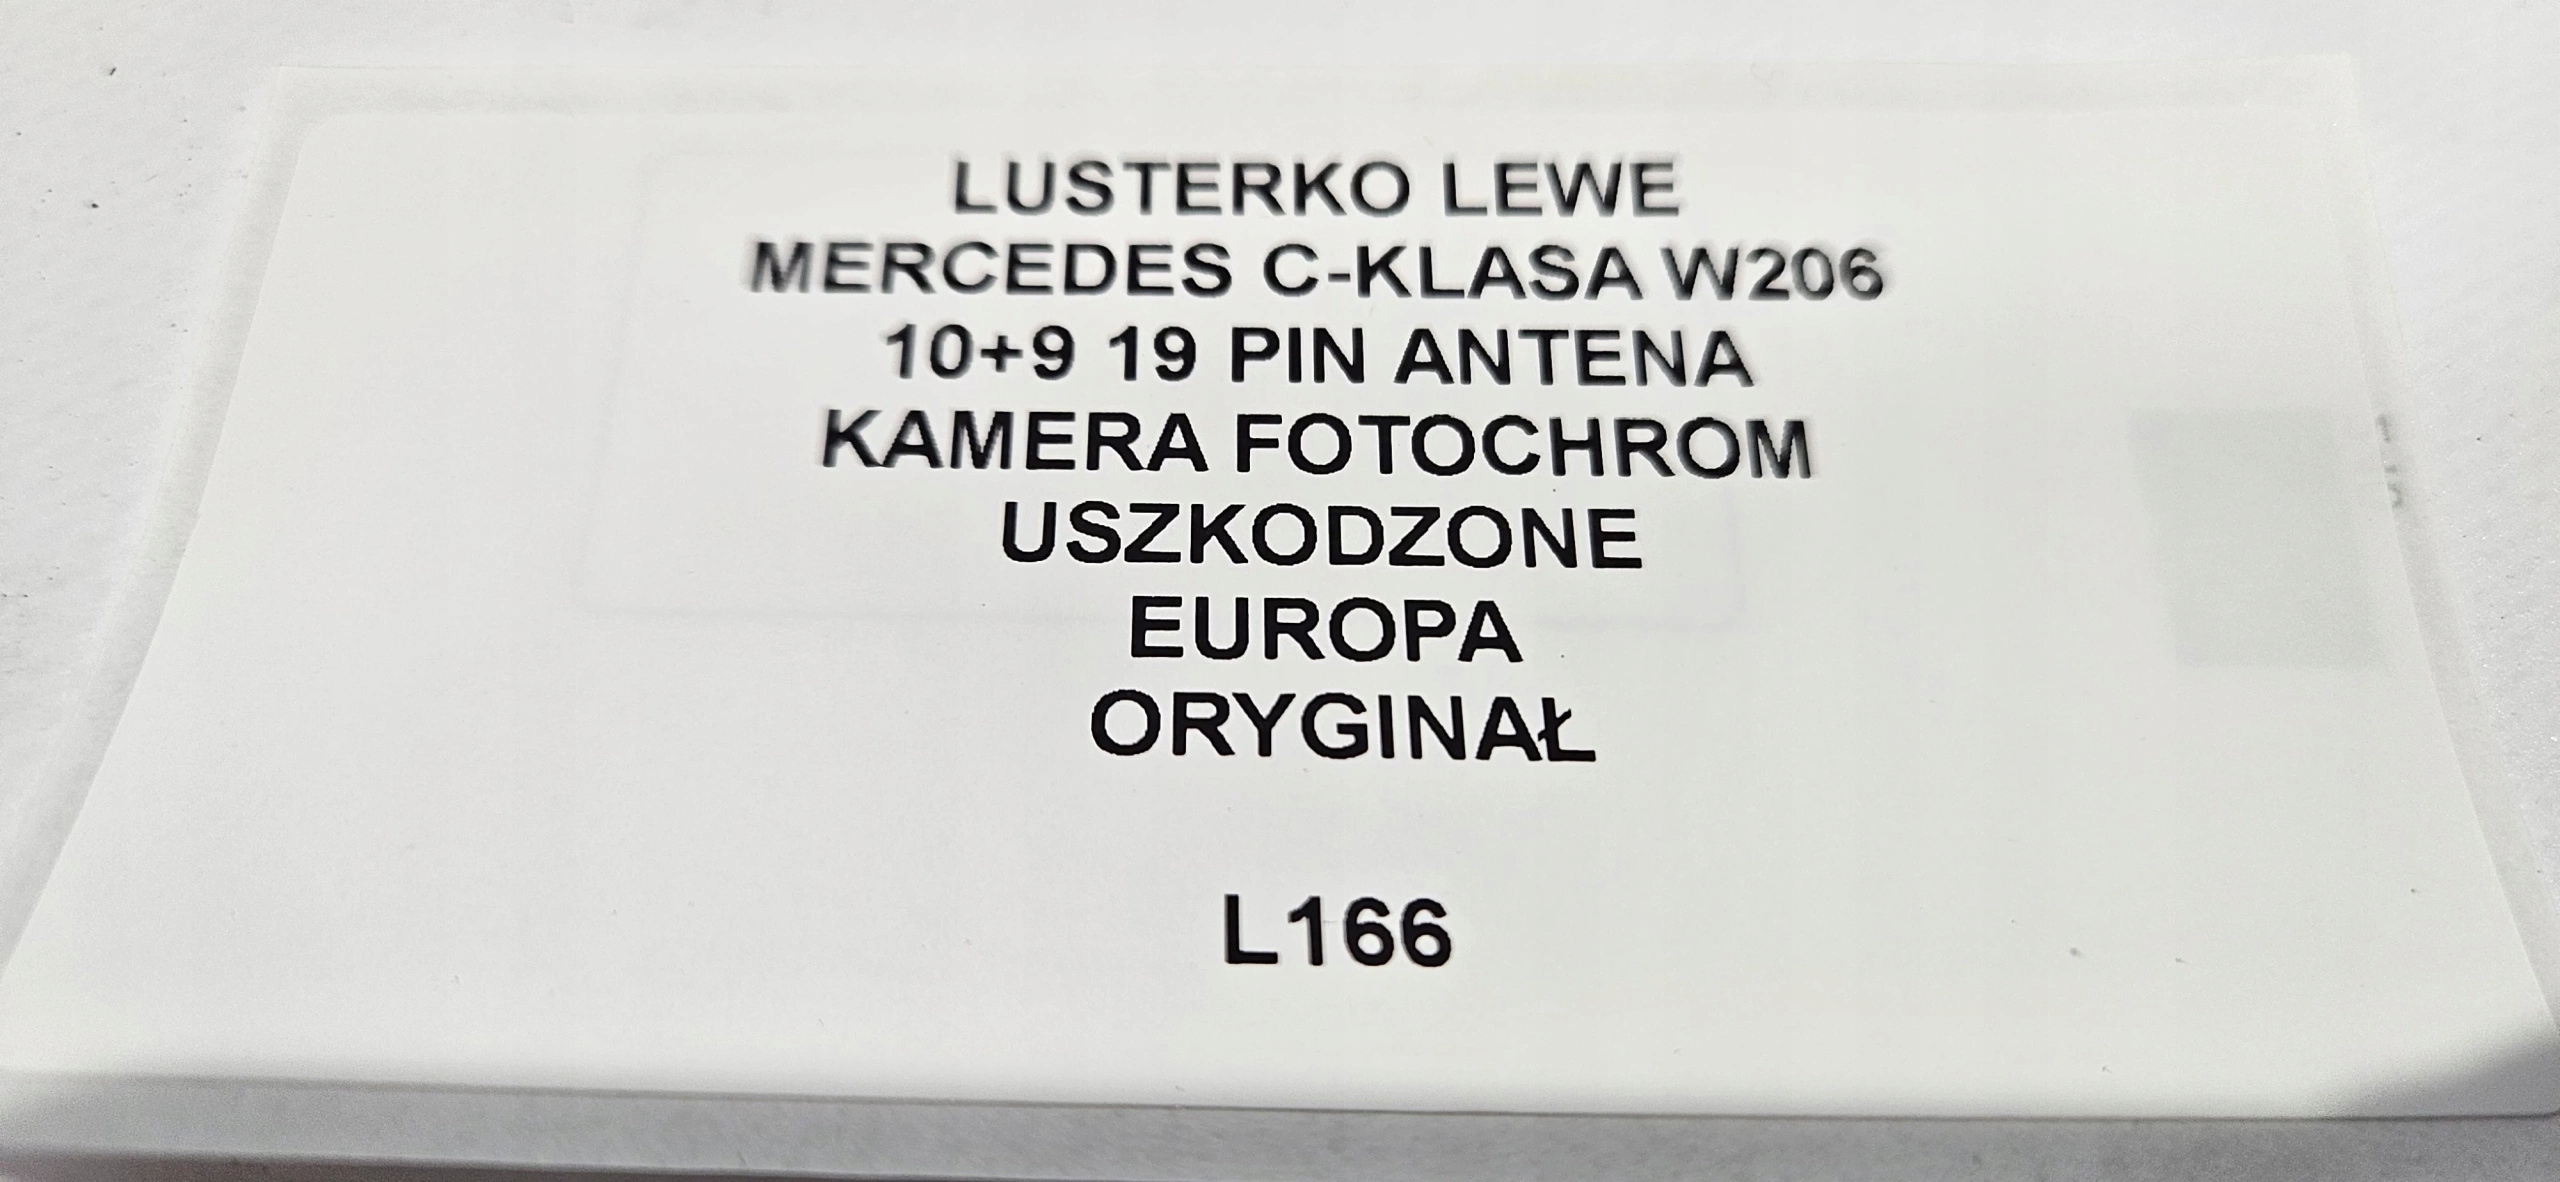 LUSTERKO LEWE
MERCEDES C-KLASA W206
10+9 19 PIN ANTENA
KAMERA FOTOCHROM
USZKODZONE
EUROPA
ORYGINAŁ
L166